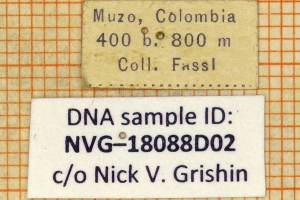 Muzo, Colombia
400 b. 800 m
Coll. Fassl
DNA sample ID:
NVG–18088D02
c/o Nick V. Grishin